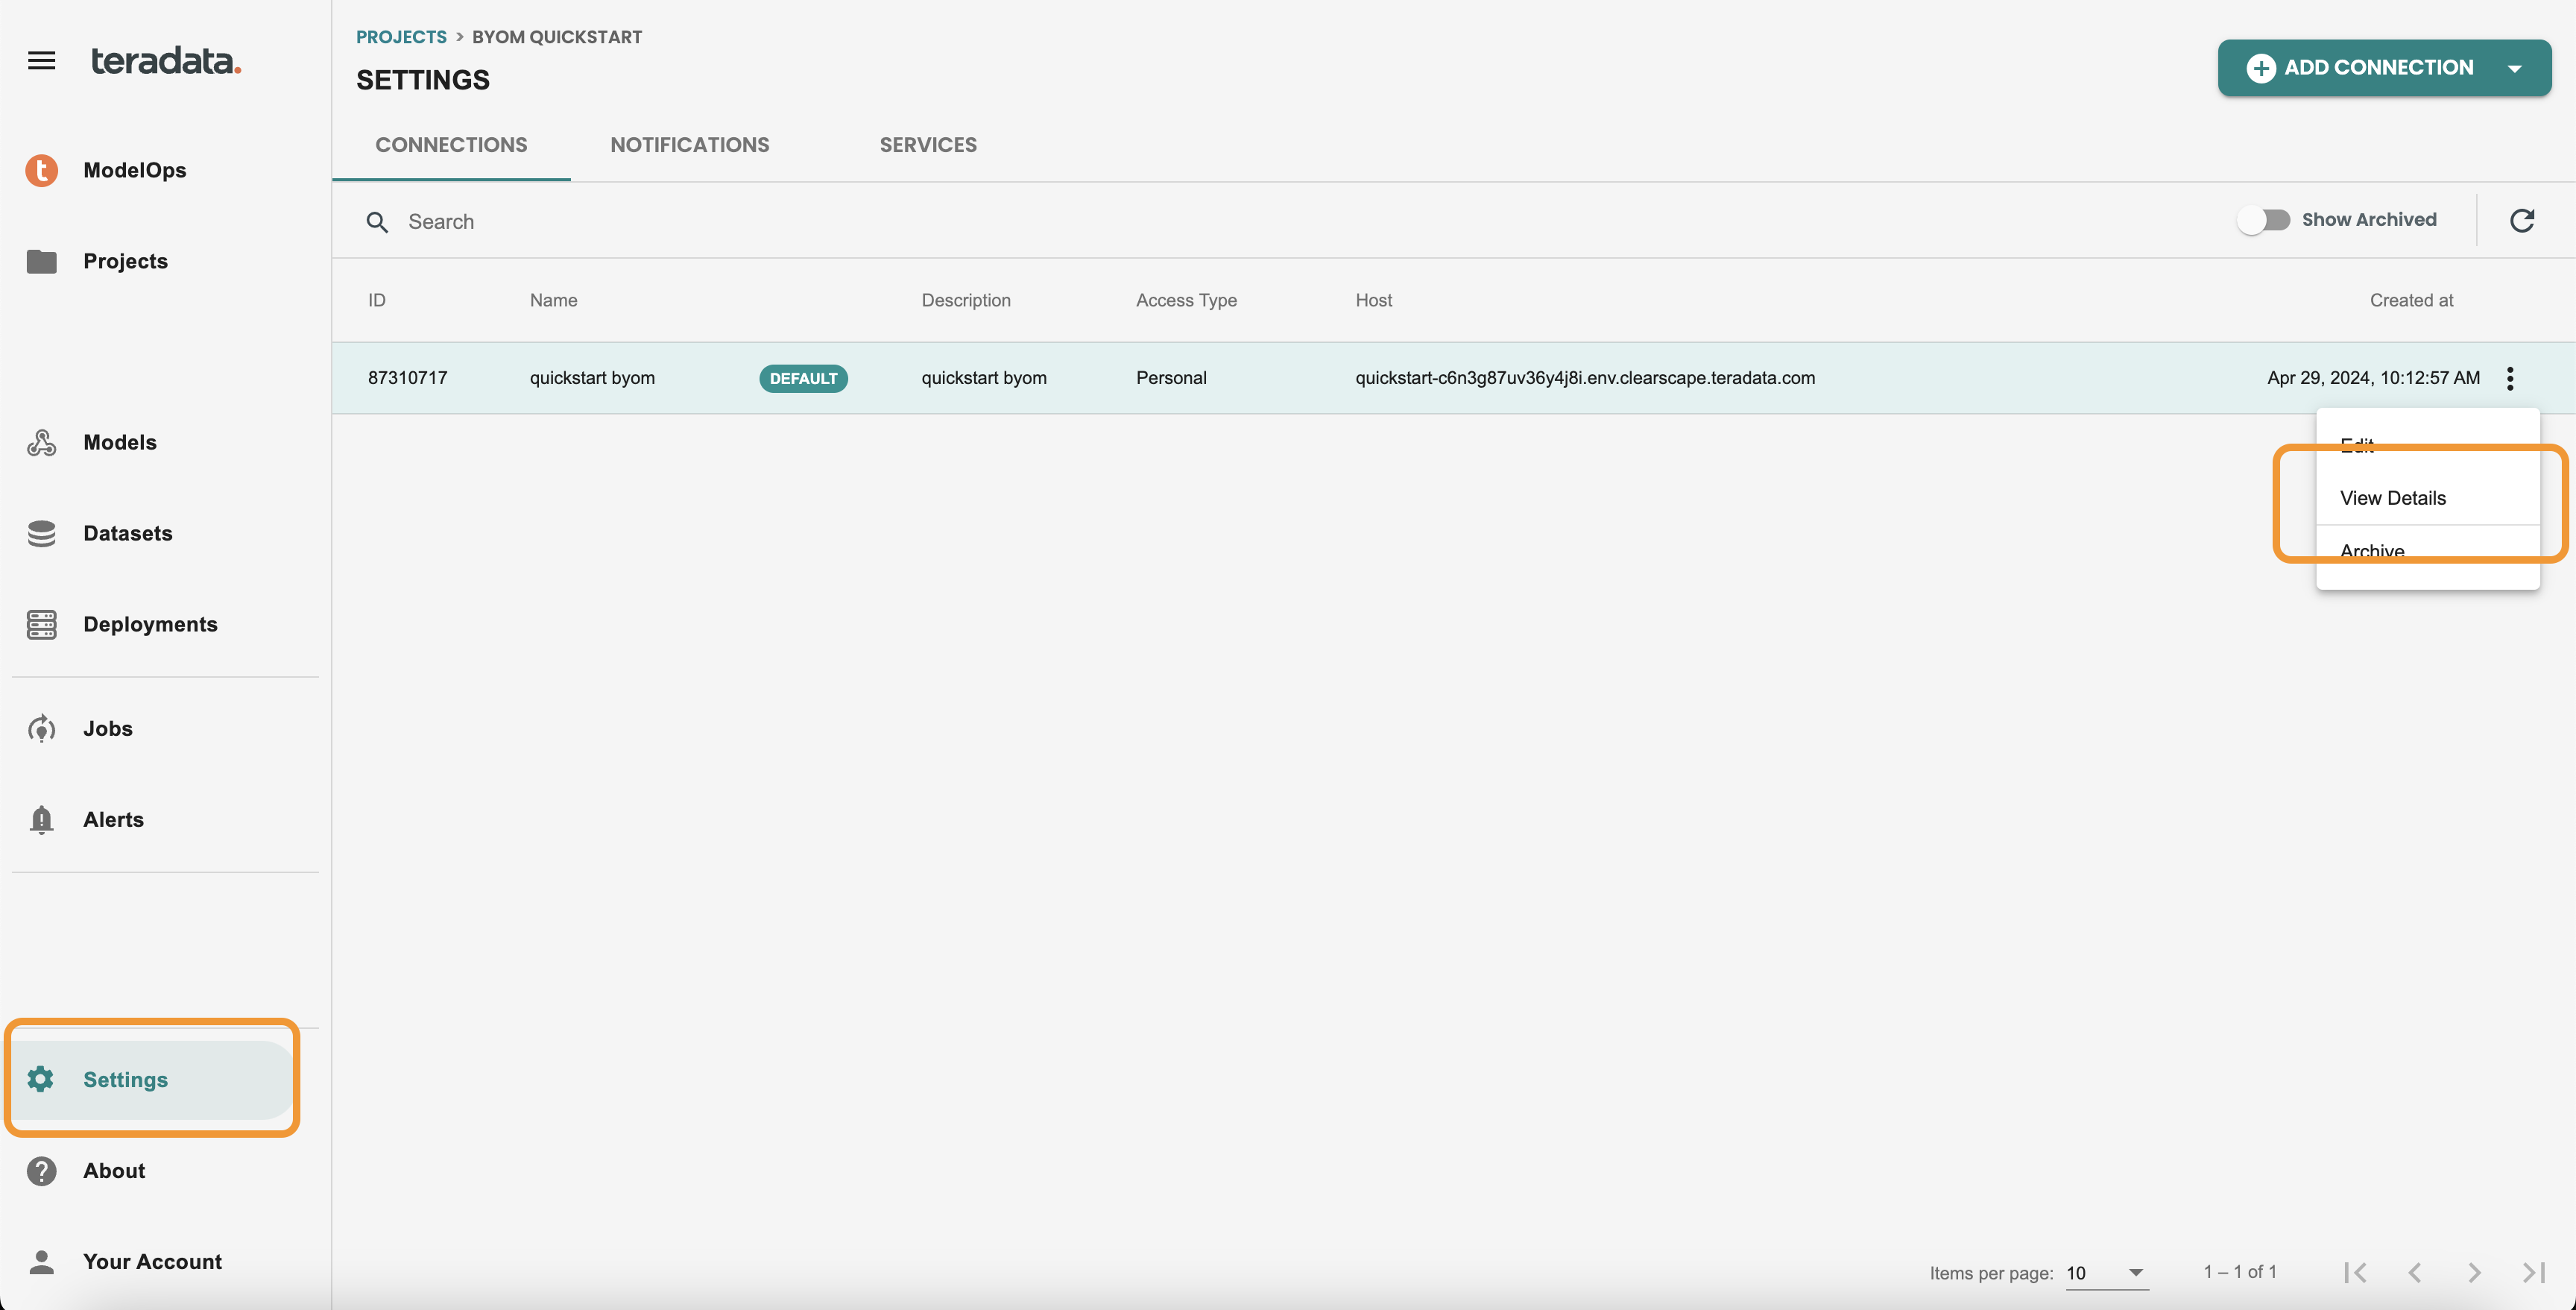 teradata.
ModelOps
Projects
Models
Datasets
Deployments
Jobs
Alerts
Settings
About
Your Account
PROJECTS > BYOM QUICKSTART
SETTINGS
ADD CONNECTION
CONNECTIONS NOTIFICATIONS SERVICES
Search
Show Archived
ID Name Description Access Type Host Created at
87310717 quickstart byom DEFAULT quickstart byom Personal quickstart-c6n3g87uv36y4j8i.env.clearscape.teradata.com Apr 29, 2024, 10:12:57 AM
Edit
View Details
Archive
Items per page: 10 1 – 1 of 1